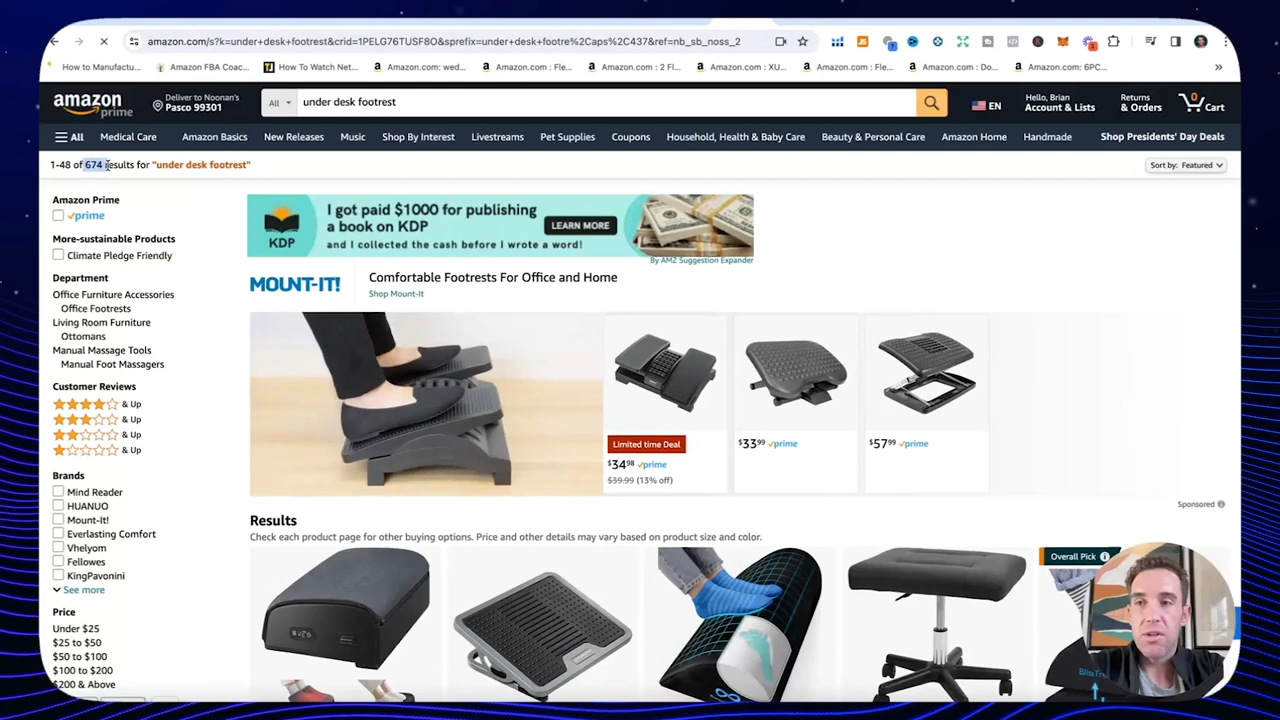 amazon.com/s?k=under+desk+footrest&crid=1PELG76TUSF8O&sprefix=under+desk+footre%2Caps%2C437&ref=nb_sb_noss_2
How to Manufactu...
Amazon FBA Coac...
How To Watch Net...
Amazon.com: wed...
Amazon.com: Fle...
Amazon.com : 2 Fl...
Amazon.com: XU...
Amazon.com: Fle...
Amazon.com : Do...
Amazon.com: 6PC...
amazon prime
Deliver to Noonan's
Pasco 99301
All
under desk footrest
EN
Hello, Brian
Account & Lists
Returns
& Orders
0
Cart
All
Medical Care
Amazon Basics
New Releases
Music
Shop By Interest
Livestreams
Pet Supplies
Coupons
Household, Health & Baby Care
Beauty & Personal Care
Amazon Home
Handmade
Shop Presidents' Day Deals
1-48 of 674 results for "under desk footrest"
Sort by: Featured
Amazon Prime
prime
More-sustainable Products
Climate Pledge Friendly
Department
Office Furniture Accessories
Office Footrests
Living Room Furniture
Ottomans
Manual Massage Tools
Manual Foot Massagers
Customer Reviews
& Up
& Up
& Up
& Up
Brands
Mind Reader
HUANUO
Mount-It!
Everlasting Comfort
Vhelyom
Fellowes
KingPavonini
See more
Price
Under $25
$25 to $50
$50 to $100
$100 to $200
$200 & Above
KDP
I got paid $1000 for publishing
a book on KDP
and I collected the cash before I wrote a word!
LEARN MORE
By AMZ Suggestion Expander
MOUNT-IT!
Comfortable Footrests For Office and Home
Shop Mount-It
Limited time Deal
$34⁹⁸ prime
$39.99 (13% off)
$33⁹⁹ prime
$57⁹⁹ prime
Sponsored
Results
Check each product page for other buying options. Price and other details may vary based on product size and color.
Overall Pick